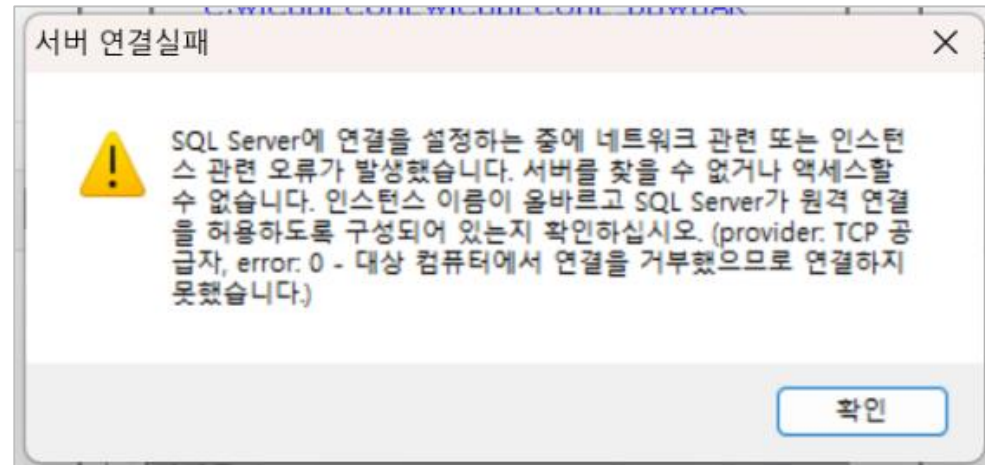 서버 연결실패
SQL Server에 연결을 설정하는 중에 네트워크 관련 또는 인스턴
스 관련 오류가 발생했습니다. 서버를 찾을 수 없거나 액세스할
수 없습니다. 인스턴스 이름이 올바르고 SQL Server가 원격 연결
을 허용하도록 구성되어 있는지 확인하십시오. (provider: TCP 공
급자, error: 0 - 대상 컴퓨터에서 연결을 거부했으므로 연결하지
못했습니다.)
확인